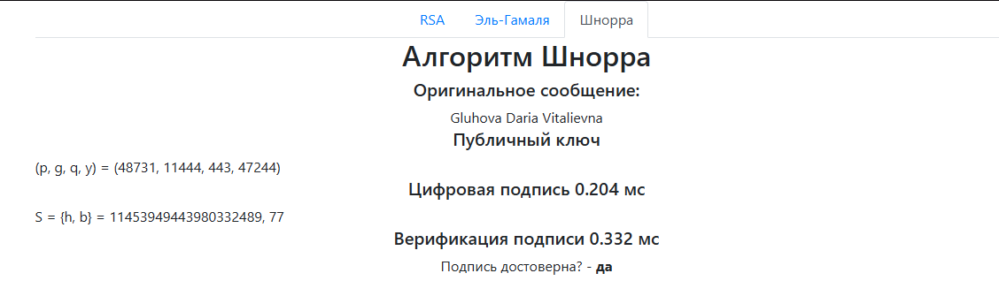 RSA Эль-Гамаля Шнорра
Алгоритм Шнорра
Оригинальное сообщение:
Gluhova Daria Vitalievna
Публичный ключ
(p, g, q, y) = (48731, 11444, 443, 47244)
Цифровая подпись 0.204 мс
S = {h, b} = 11453949443980332489, 77
Верификация подписи 0.332 мс
Подпись достоверна? - да